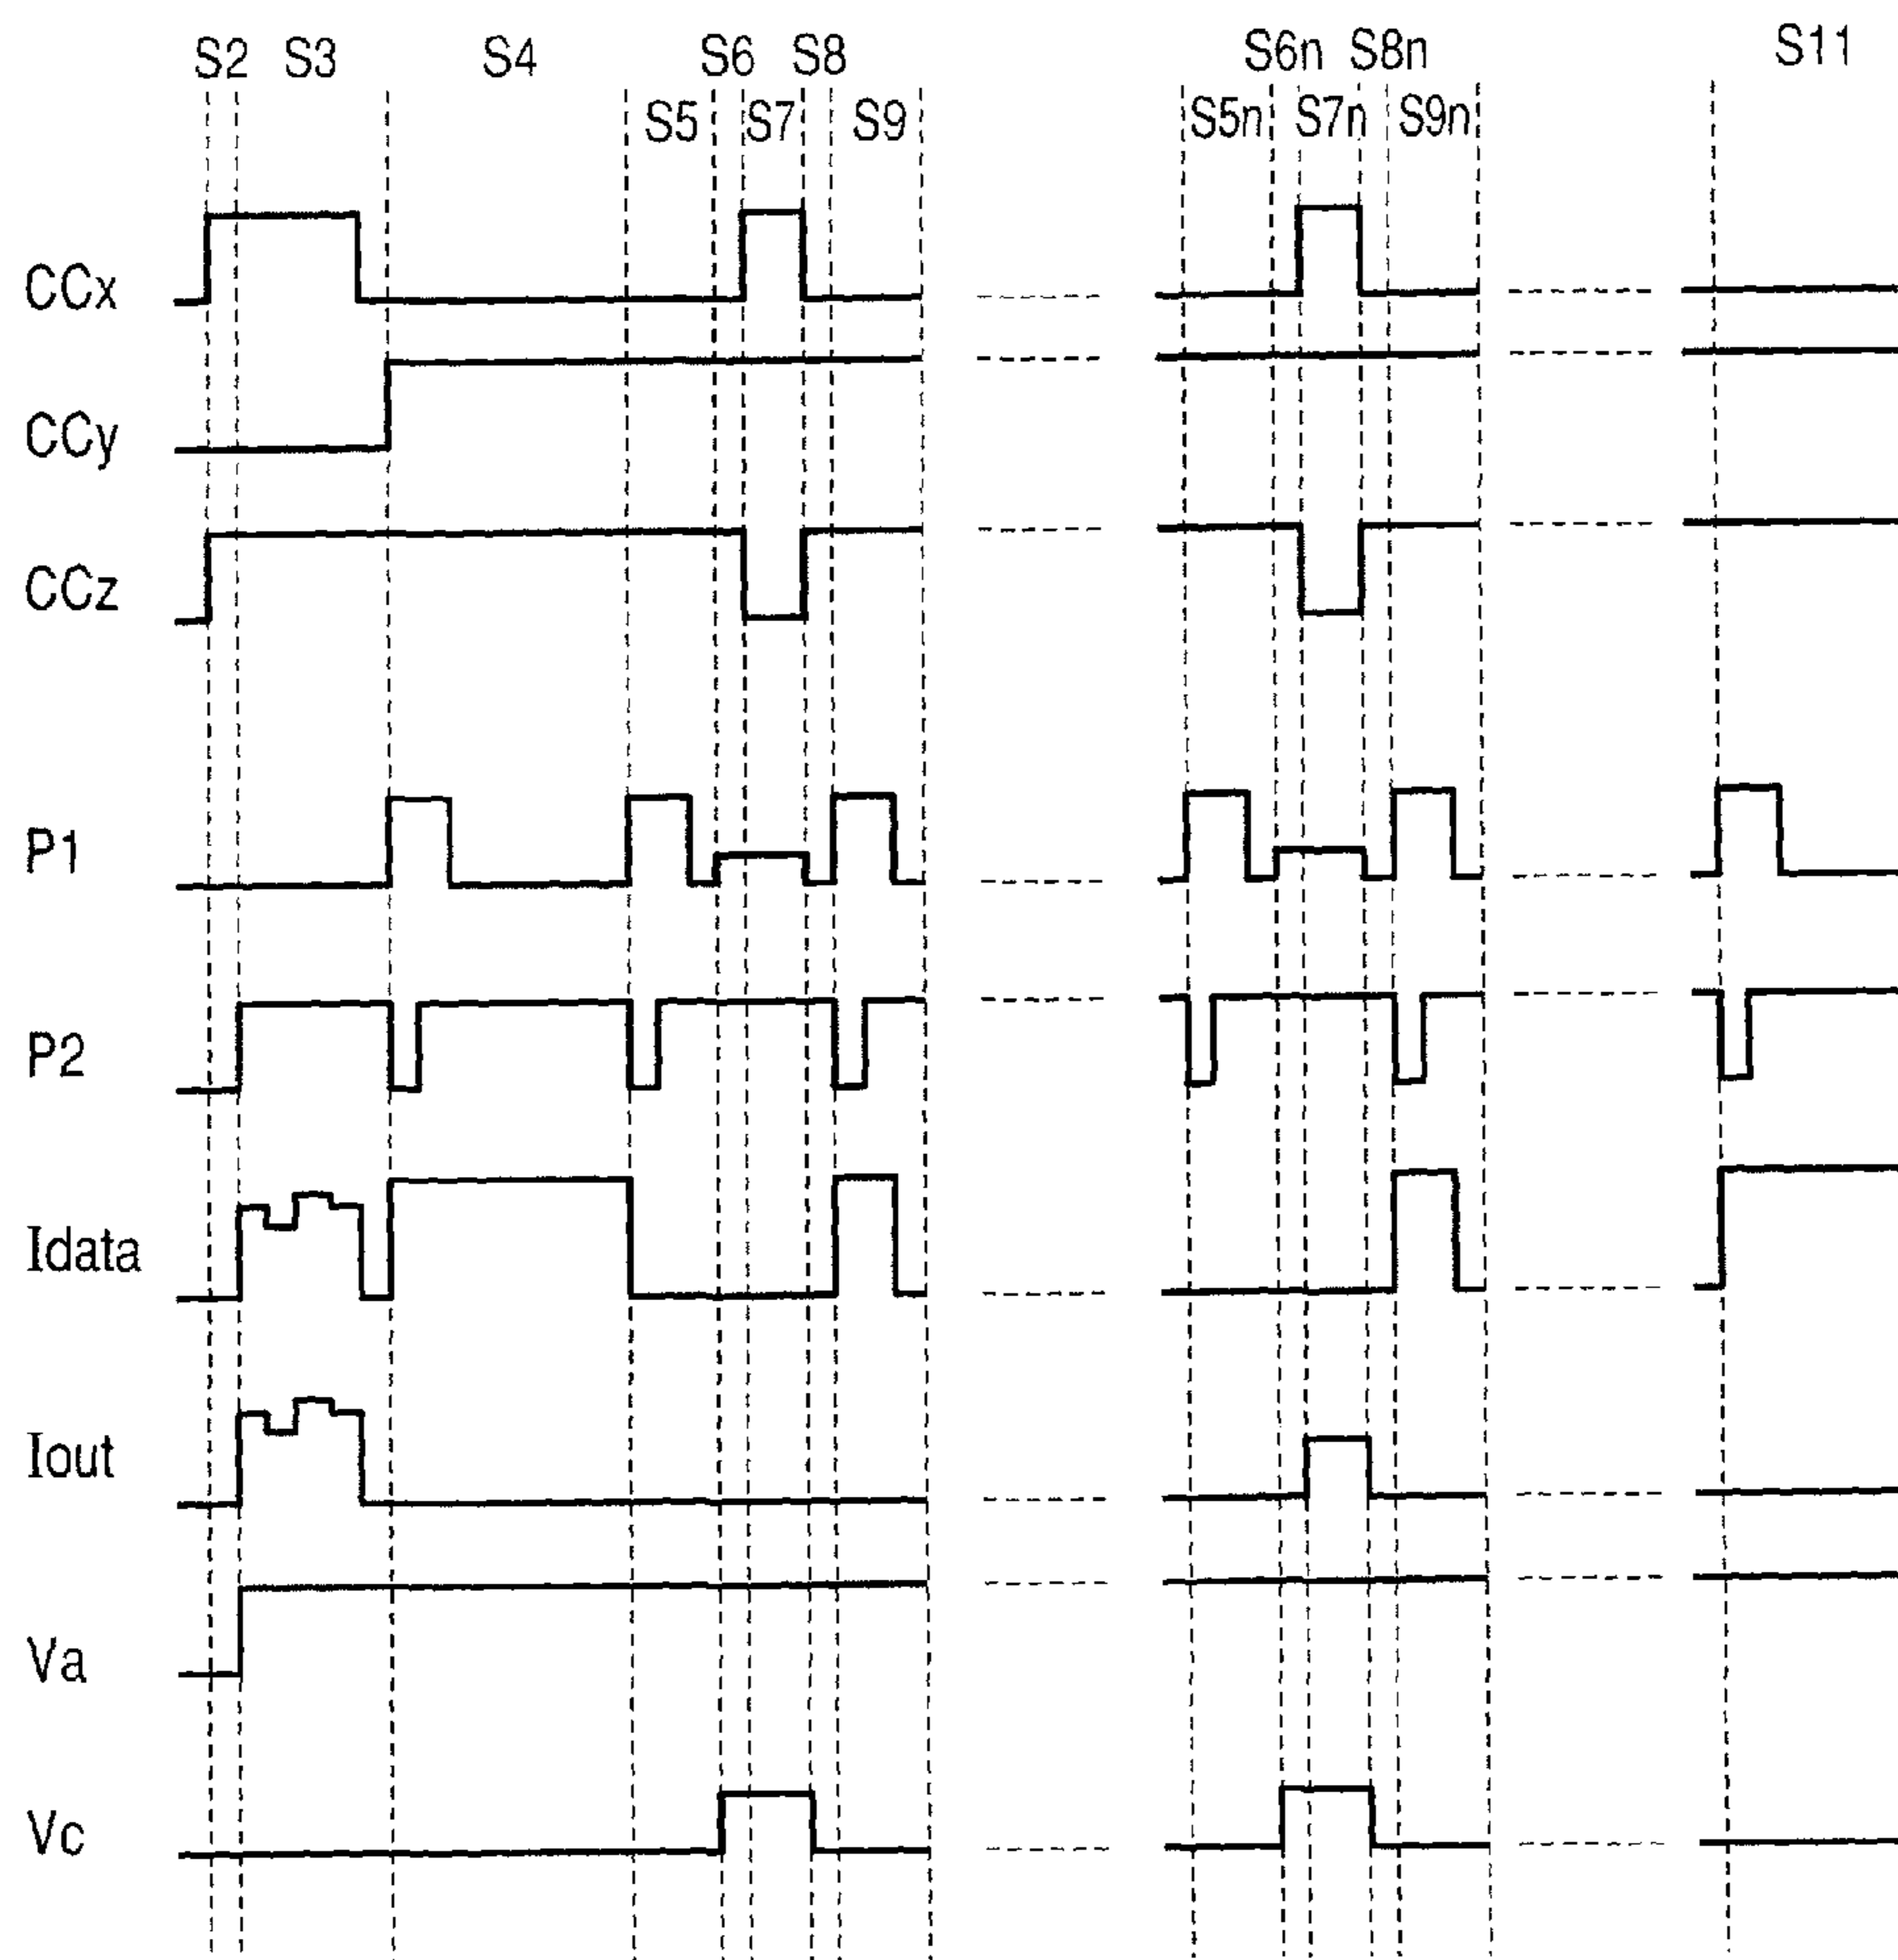 S2 S3 S4 S6 S8 S6n S8n S11
S5 S7 S9 S5n S7n S9n
CCx
CCy
CCz
P1
P2
Idata
Iout
Va
Vc